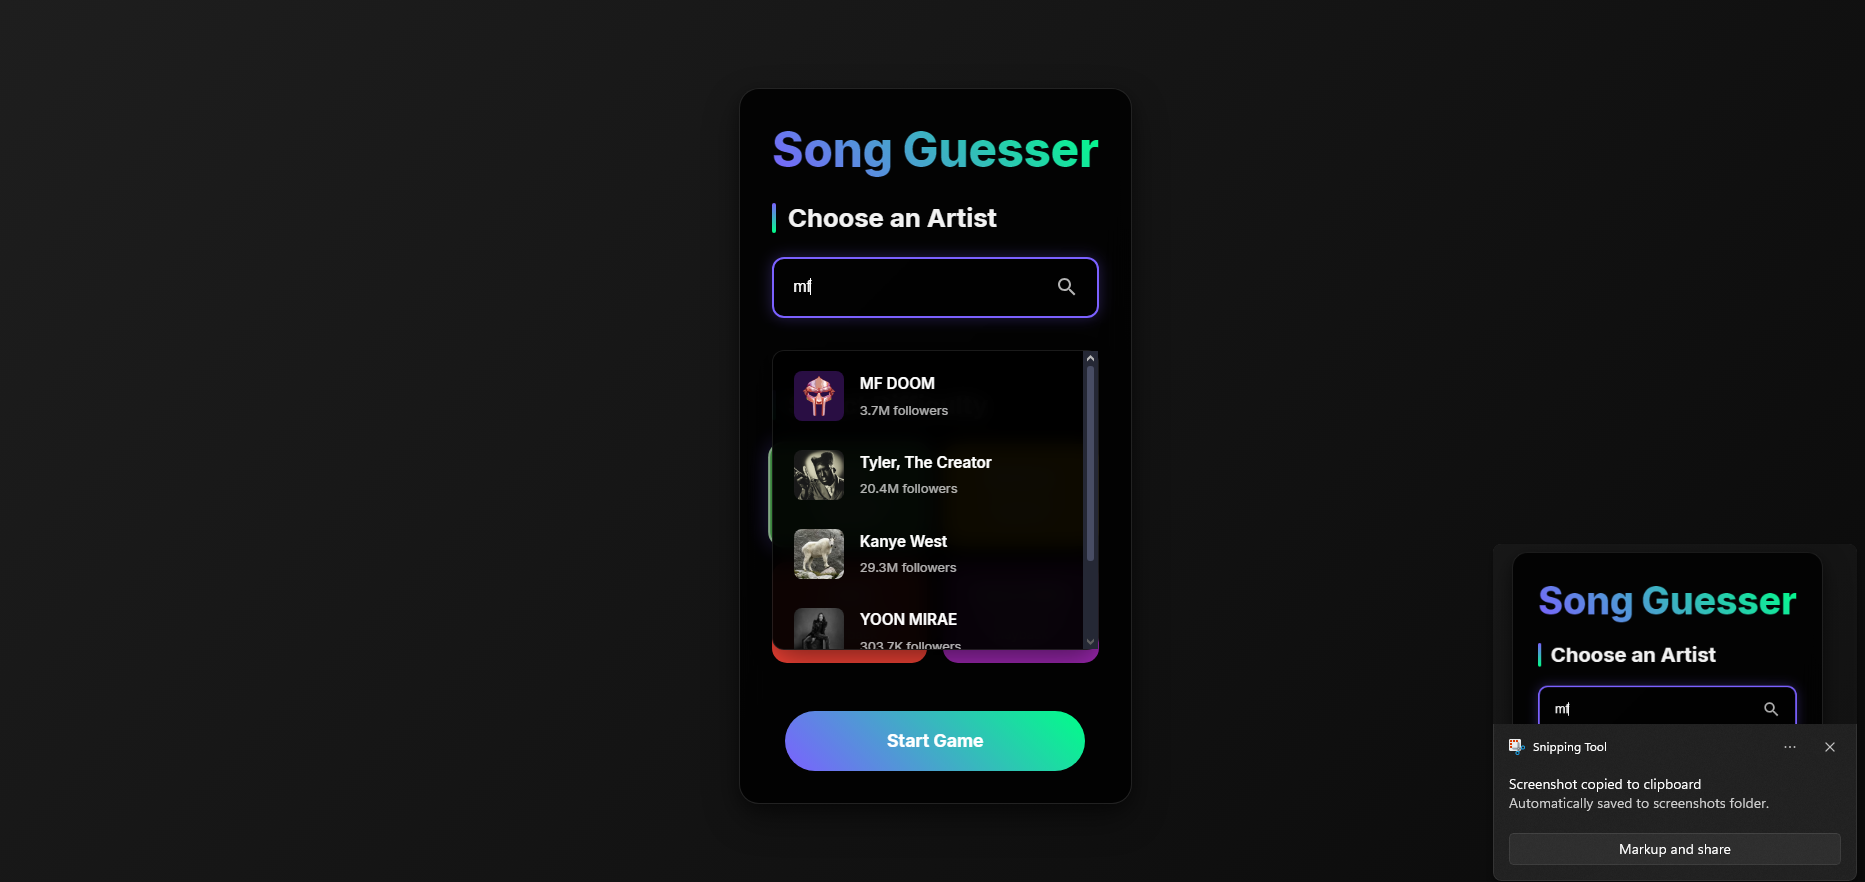 Song Guesser
Choose an Artist
mf
MF DOOM
3.7M followers
Tyler, The Creator
20.4M followers
Kanye West
29.3M followers
YOON MIRAE
303.7K followers
Start Game
Song Guesser
Choose an Artist
mf
Snipping Tool
Screenshot copied to clipboard
Automatically saved to screenshots folder.
Markup and share